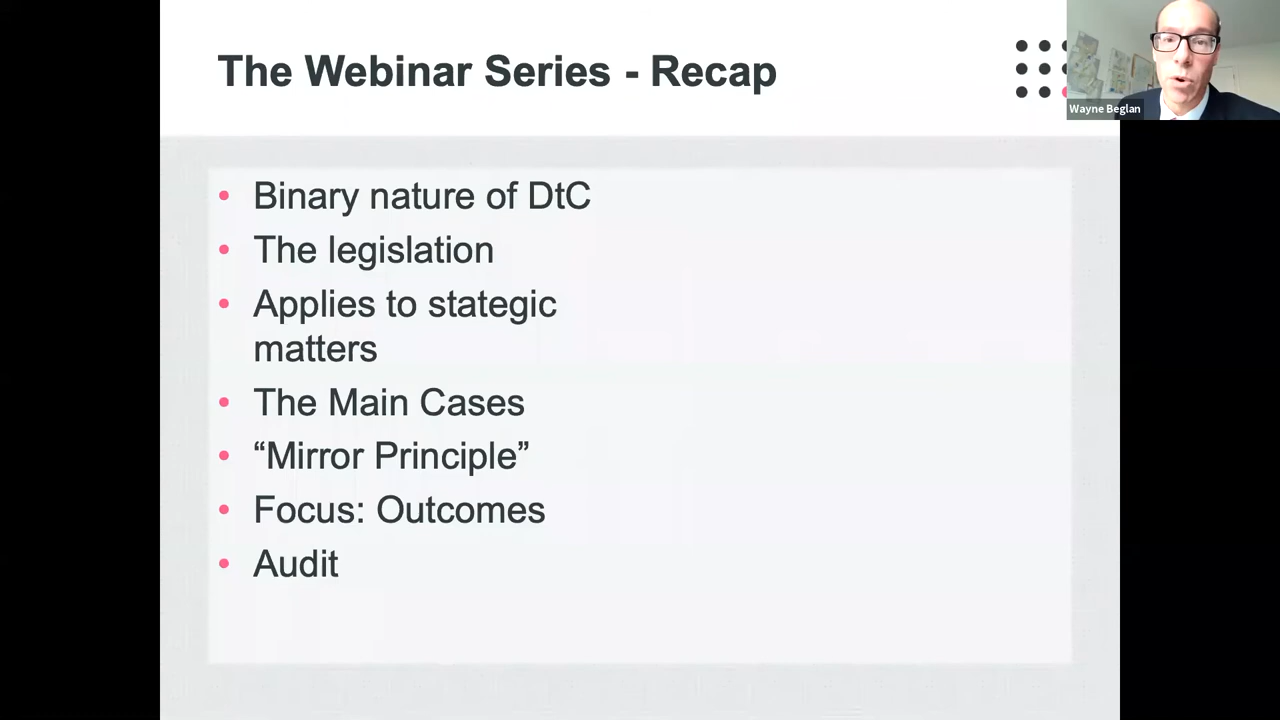 The Webinar Series - Recap
Wayne Beglan
• Binary nature of DtC
• The legislation
• Applies to stategic
matters
• The Main Cases
• “Mirror Principle”
• Focus: Outcomes
• Audit